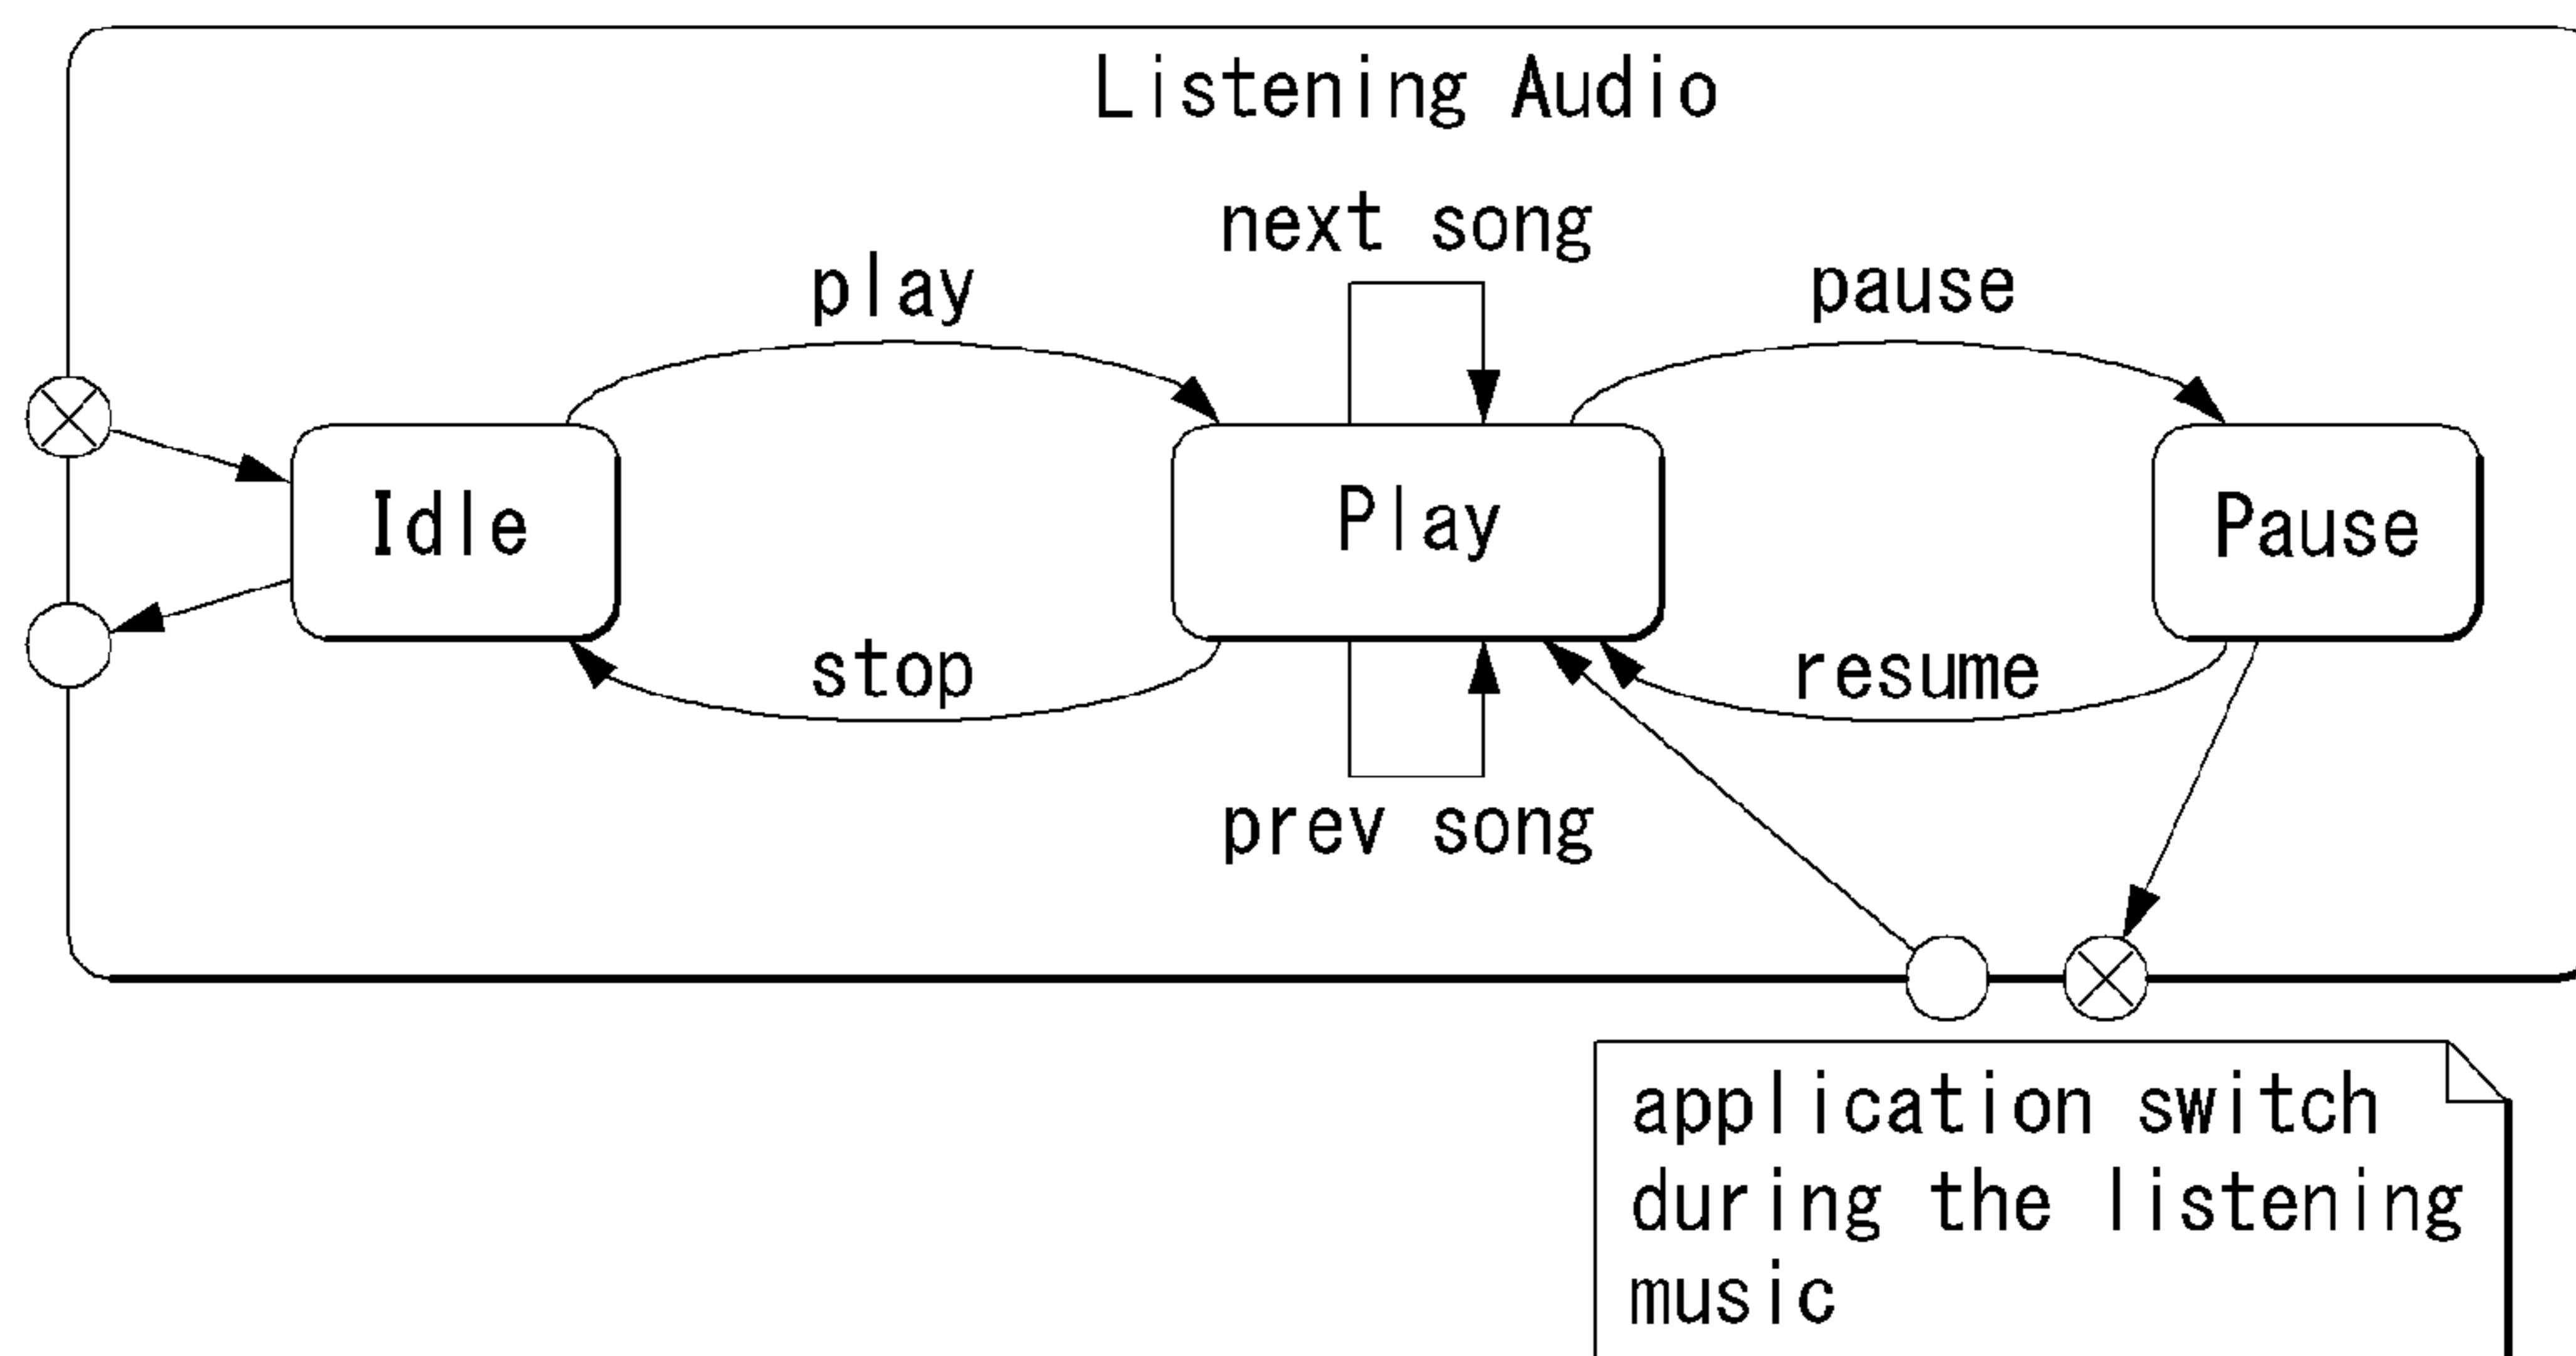 Listening Audio
next song
play
pause
Idle
Play
Pause
stop
resume
prev song
application switch
during the listening
music